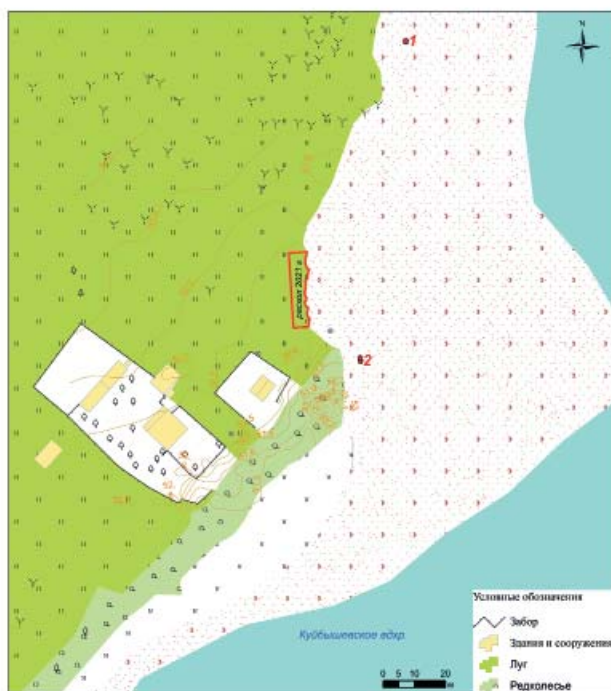 N
1
раскоп 2021 г
2
Куйбышевское вдхр.
Условные обозначения
Забор
Здания и сооружения
Луг
Редколесье
0 5 10 20
м